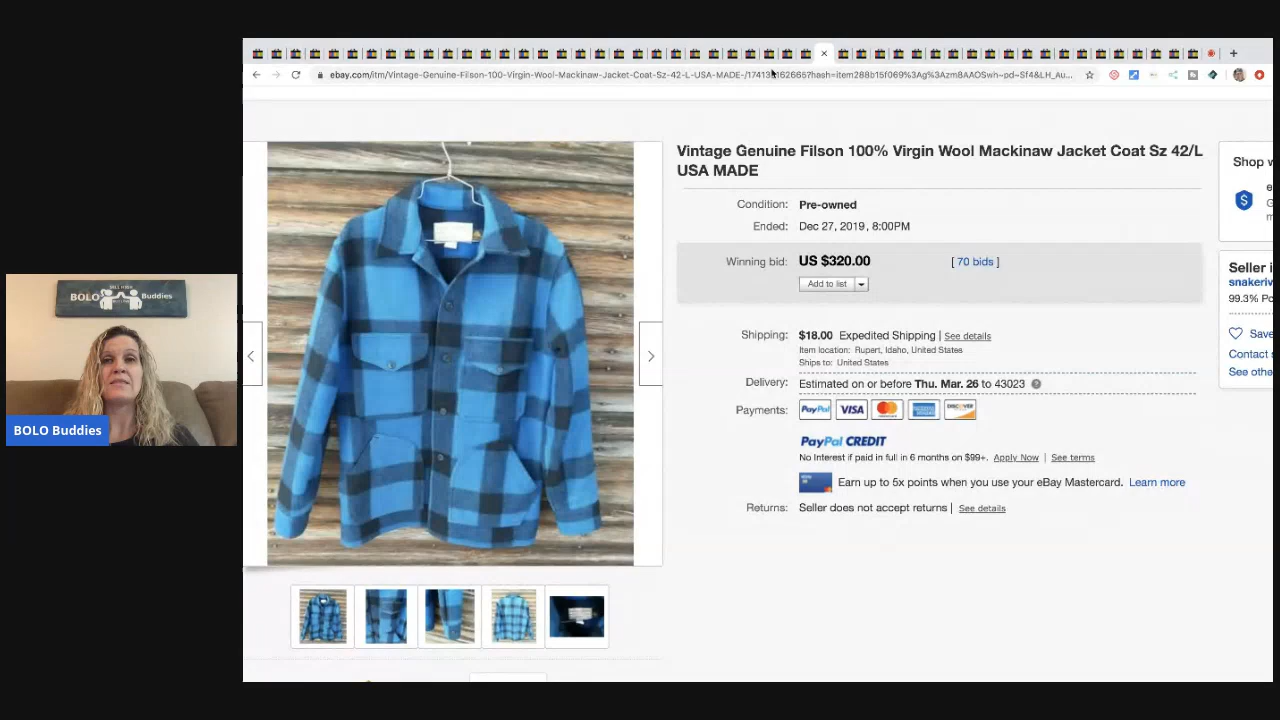 ebay.com/itm/Vintage-Genuine-Filson-100-Virgin-Wool-Mackinaw-Jacket-Coat-Sz-42-L-USA-MADE-/
Vintage Genuine Filson 100% Virgin Wool Mackinaw Jacket Coat Sz 42/L
USA MADE
Shop w
Condition: Pre-owned
Ended: Dec 27, 2019, 8:00PM
Winning bid: US $320.00 [ 70 bids ]
Add to list
Seller i
snakeriv
99.3% Po
Shipping: $18.00 Expedited Shipping | See details
Item location: Rupert, Idaho, United States
Ships to: United States
Save
Contact s
See othe
Delivery: Estimated on or before Thu. Mar. 26 to 43023
Payments: PayPal VISA MasterCard DISCOVER
PayPal CREDIT
No Interest if paid in full in 6 months on $99+. Apply Now | See terms
Earn up to 5x points when you use your eBay Mastercard. Learn more
Returns: Seller does not accept returns | See details
BOLO Buddies
BOLO Buddies